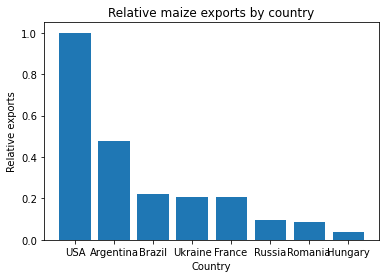 Relative maize exports by country
Relative exports
1.0
0.8
0.6
0.4
0.2
0.0
USA Argentina Brazil Ukraine France Russia Romania Hungary
Country